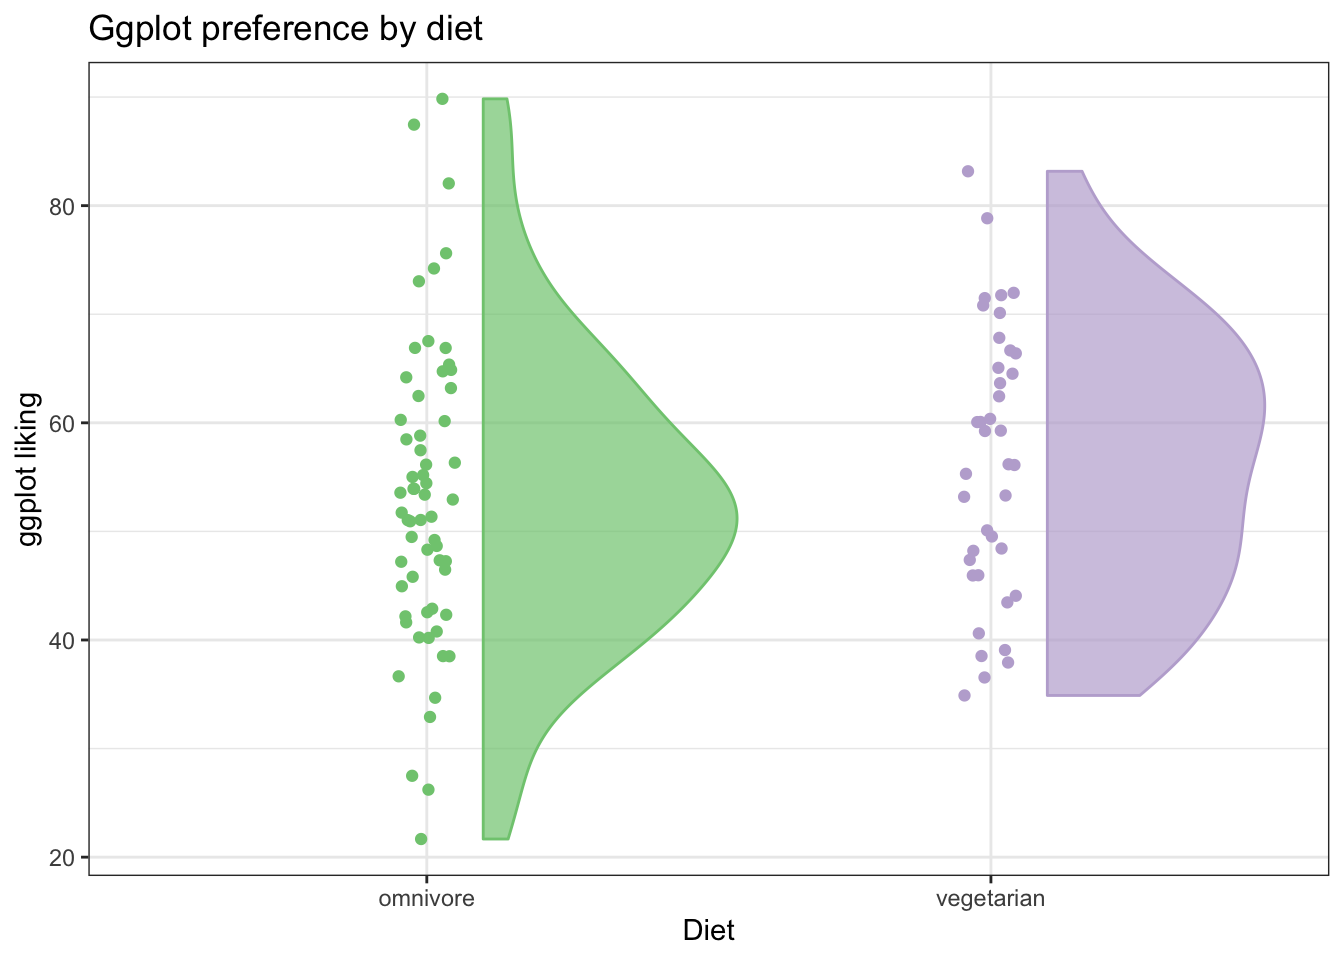 Ggplot preference by diet
ggplot liking
80
60
40
20
omnivore
vegetarian
Diet